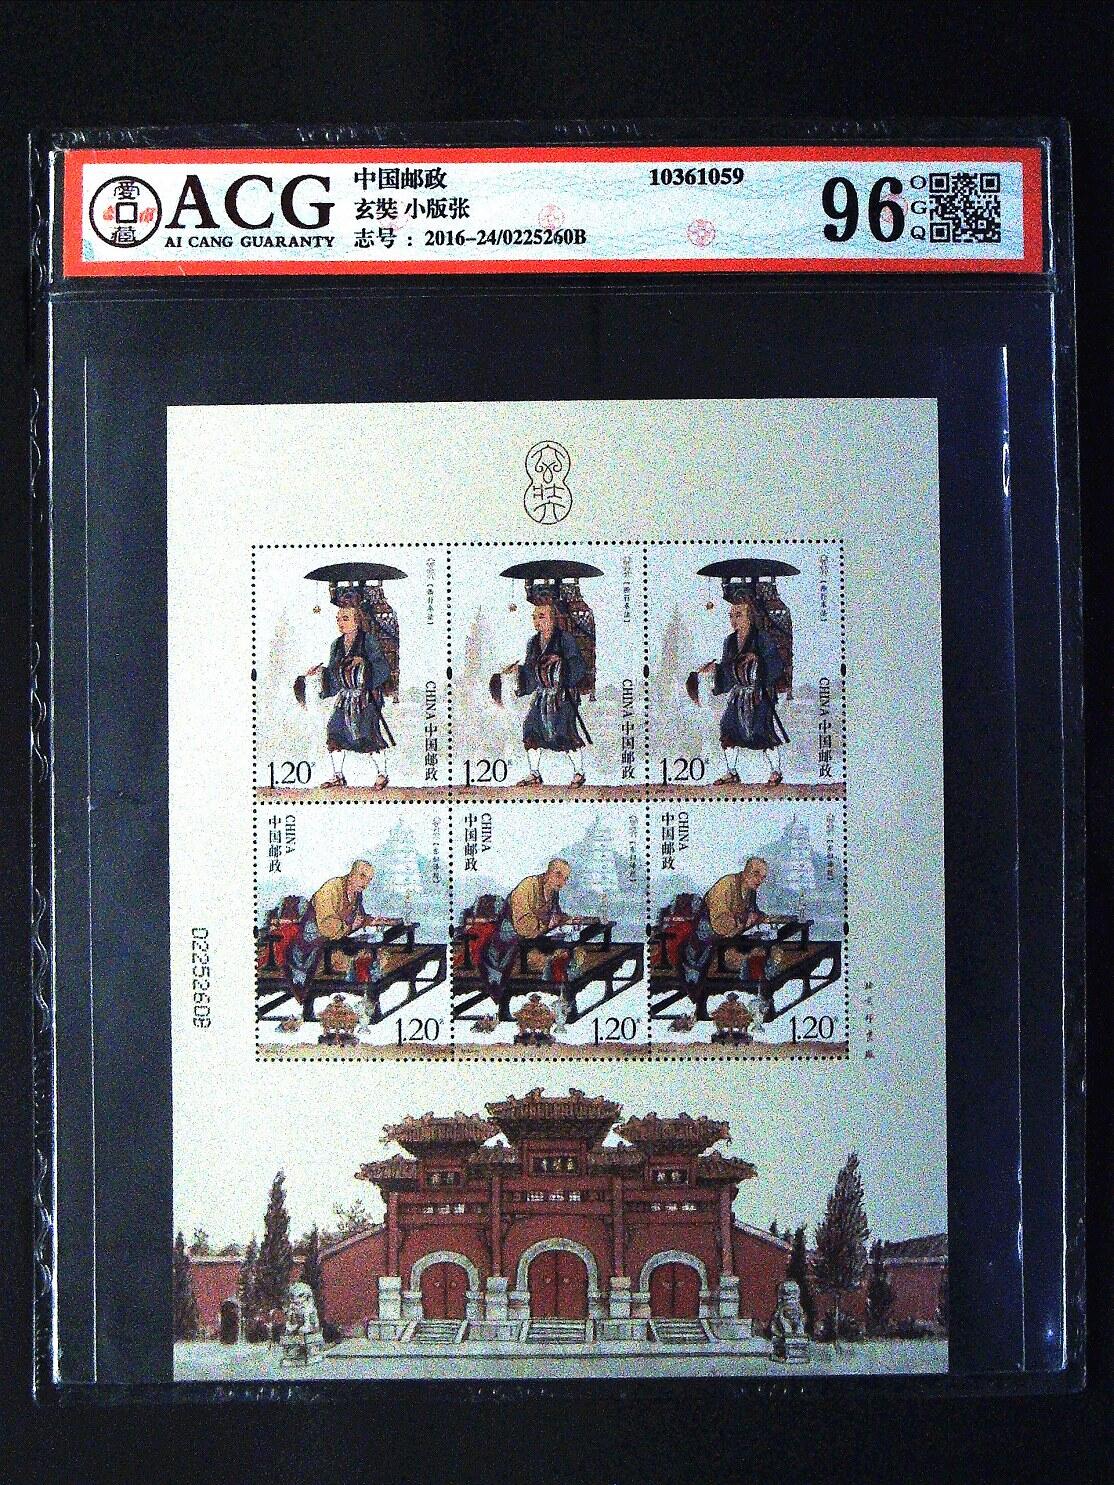 愛藏
ACG
AI CANG GUARANTY
中国邮政
玄奘 小版张
志号 : 2016-24/0225260B
10361059
96
O
G
Q
玄奘
CHINA 中国邮政
1.20
CHINA 中国邮政
1.20
CHINA 中国邮政
1.20
CHINA
中国邮政
1.20
CHINA
中国邮政
1.20
CHINA
中国邮政
1.20
0225260B